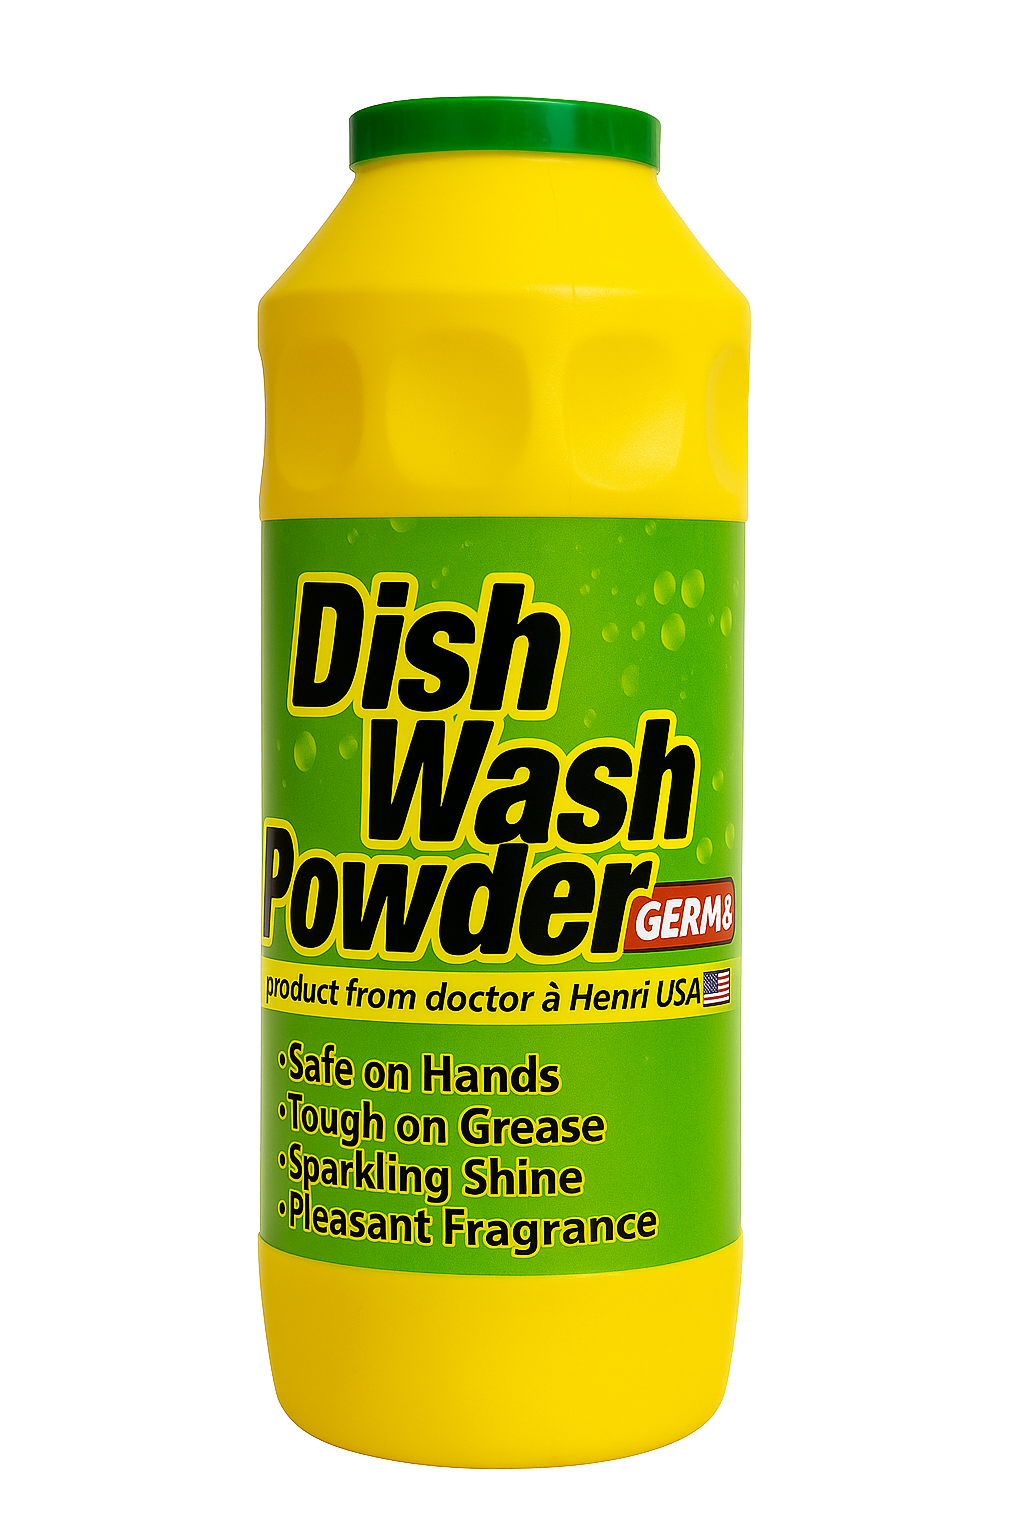 Dish
Wash
Powder
GERM8
product from doctor à Henri USA
•Safe on Hands
•Tough on Grease
•Sparkling Shine
•Pleasant Fragrance